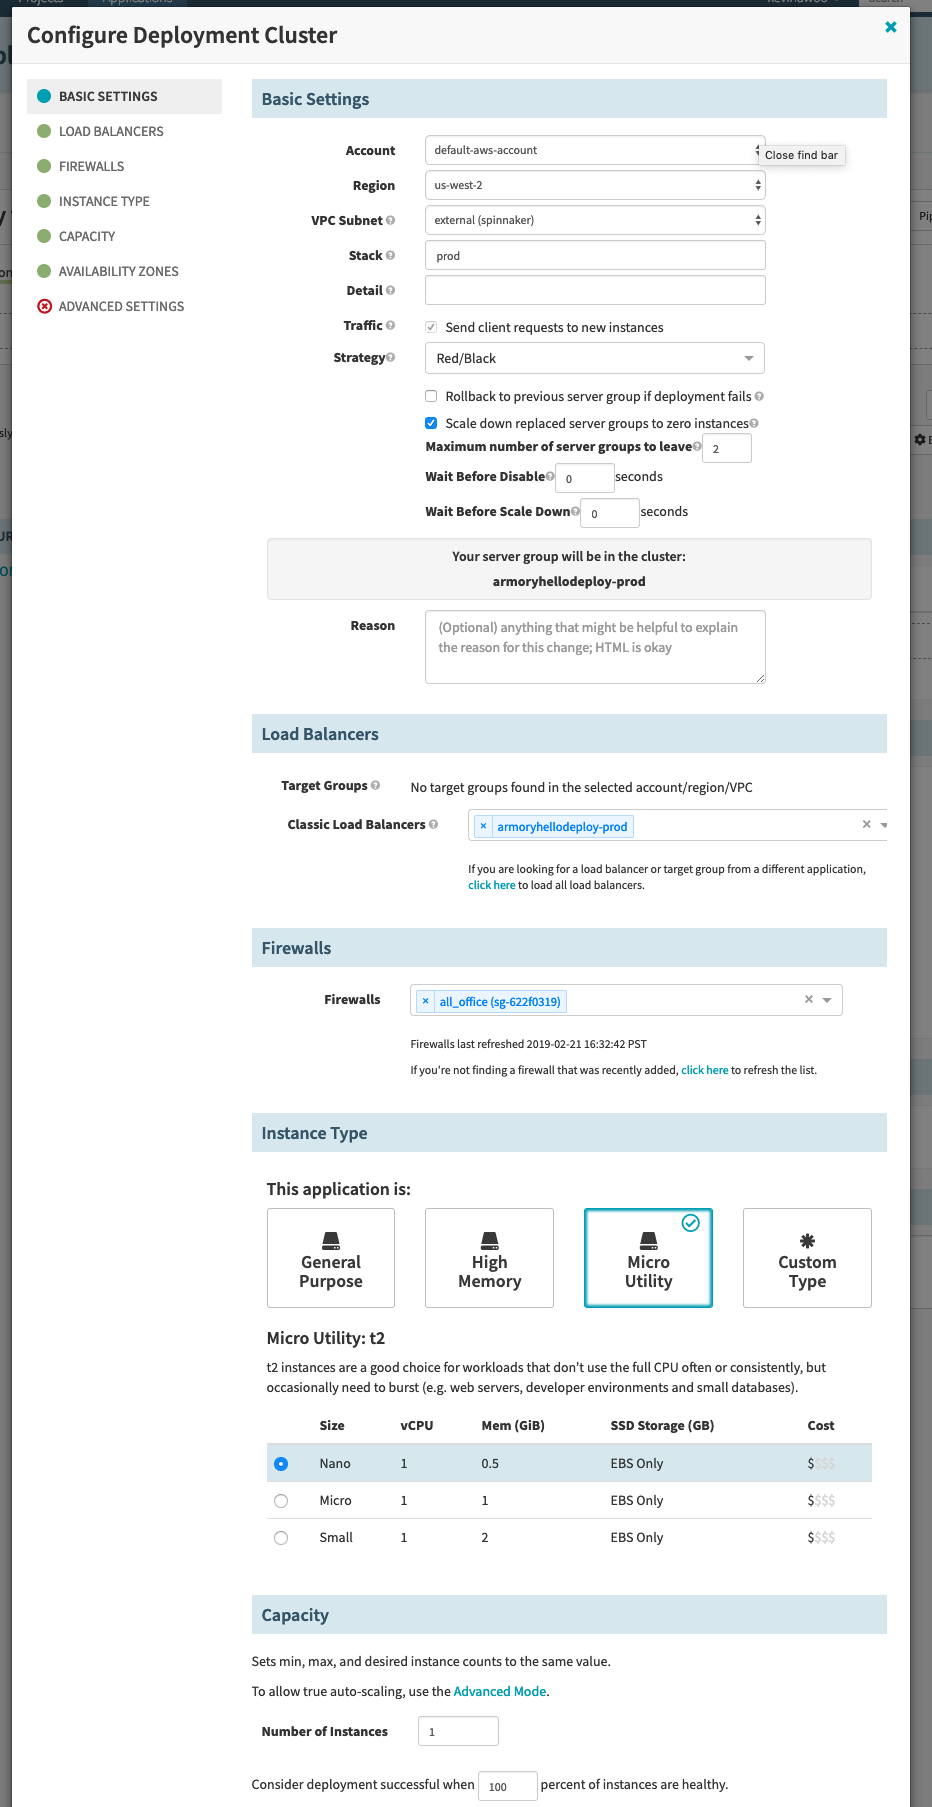 Projects
Applications
Configure Deployment Cluster
BASIC SETTINGS
LOAD BALANCERS
FIREWALLS
INSTANCE TYPE
CAPACITY
AVAILABILITY ZONES
ADVANCED SETTINGS
Basic Settings
Account default-aws-account
Close find bar
Region us-west-2
VPC Subnet external (spinnaker)
Stack prod
Detail
Traffic Send client requests to new instances
Strategy Red/Black
Rollback to previous server group if deployment fails
Scale down replaced server groups to zero instances
Maximum number of server groups to leave 2
Wait Before Disable 0 seconds
Wait Before Scale Down 0 seconds
Your server group will be in the cluster:
armoryhellodeploy-prod
Reason (Optional) anything that might be helpful to explain
the reason for this change; HTML is okay
Load Balancers
Target Groups No target groups found in the selected account/region/VPC
Classic Load Balancers × armoryhellodeploy-prod ×
If you are looking for a load balancer or target group from a different application,
click here to load all load balancers.
Firewalls
Firewalls × all_office (sg-622f0319) ×
Firewalls last refreshed 2019-02-21 16:32:42 PST
If you're not finding a firewall that was recently added, click here to refresh the list.
Instance Type
This application is:
General
Purpose
High
Memory
Micro
Utility
Custom
Type
Micro Utility: t2
t2 instances are a good choice for workloads that don't use the full CPU often or consistently, but
occasionally need to burst (e.g. web servers, developer environments and small databases).
Size vCPU Mem (GiB) SSD Storage (GB) Cost
Nano 1 0.5 EBS Only $$$$
Micro 1 1 EBS Only $$$$
Small 1 2 EBS Only $$$$
Capacity
Sets min, max, and desired instance counts to the same value.
To allow true auto-scaling, use the Advanced Mode.
Number of Instances 1
Consider deployment successful when 100 percent of instances are healthy.